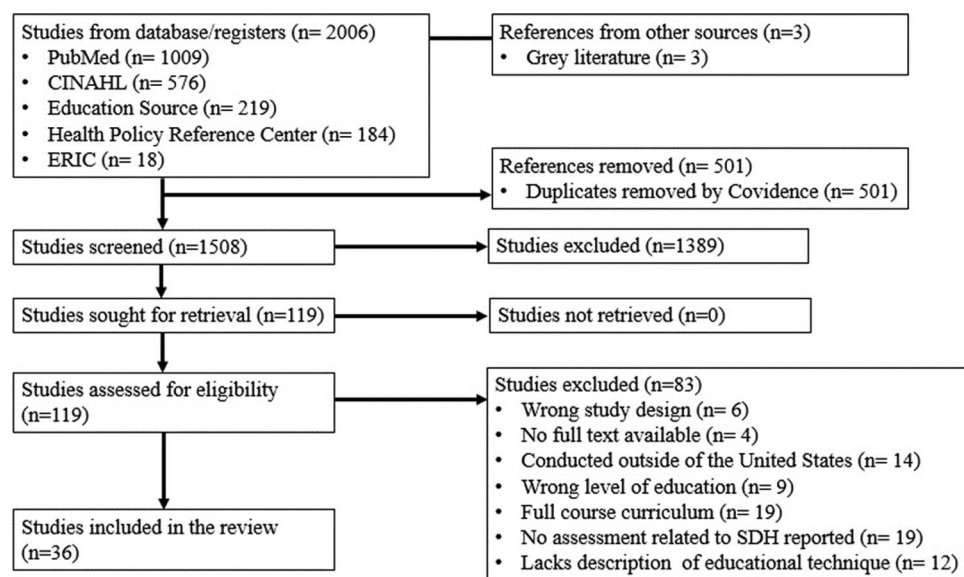 Studies from database/registers (n= 2006)
• PubMed (n= 1009)
• CINAHL (n= 576)
• Education Source (n= 219)
• Health Policy Reference Center (n= 184)
• ERIC (n= 18)
References from other sources (n=3)
• Grey literature (n= 3)
References removed (n= 501)
• Duplicates removed by Covidence (n= 501)
Studies screened (n=1508)
Studies excluded (n=1389)
Studies sought for retrieval (n=119)
Studies not retrieved (n=0)
Studies assessed for eligibility
(n=119)
Studies excluded (n=83)
• Wrong study design (n= 6)
• No full text available (n= 4)
• Conducted outside of the United States (n= 14)
• Wrong level of education (n= 9)
• Full course curriculum (n= 19)
• No assessment related to SDH reported (n= 19)
• Lacks description of educational technique (n= 12)
Studies included in the review
(n=36)